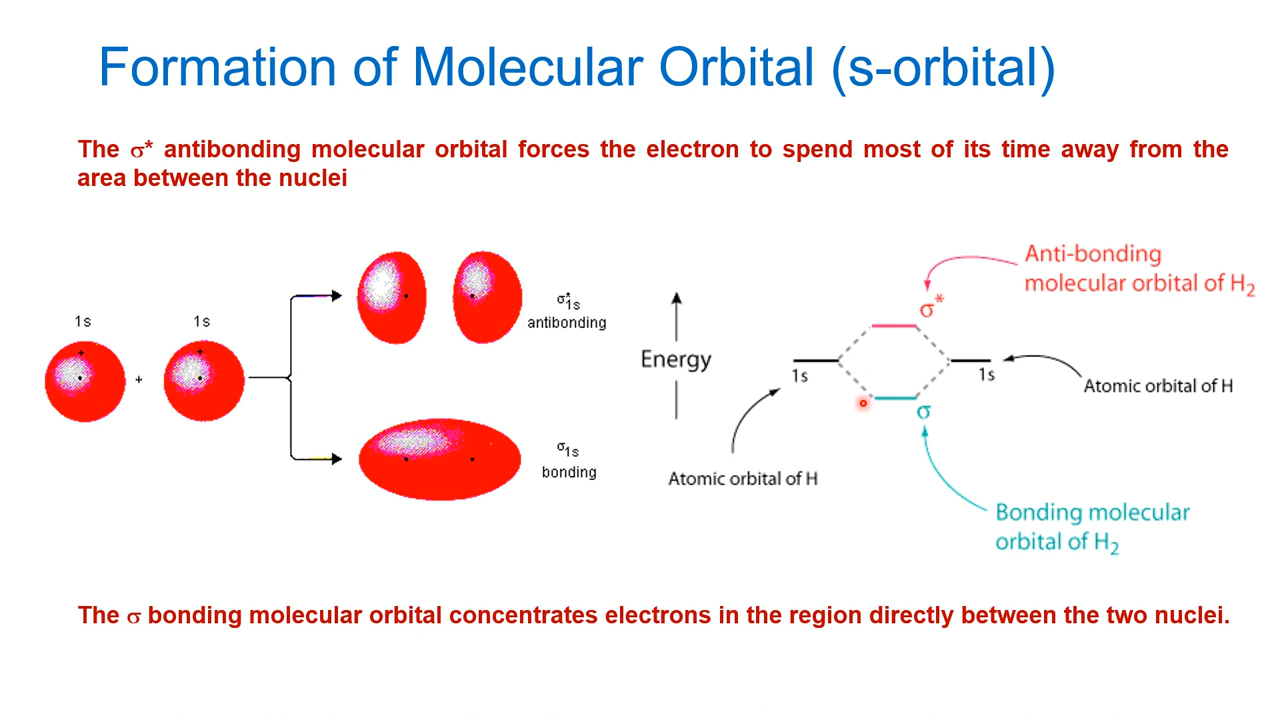 Formation of Molecular Orbital (s-orbital)
The σ* antibonding molecular orbital forces the electron to spend most of its time away from the
area between the nuclei
1s
1s
+
+
+
σ*1s
antibonding
σ1s
bonding
Energy
Anti-bonding
molecular orbital of H2
σ*
1s
1s
Atomic orbital of H
σ
Atomic orbital of H
Bonding molecular
orbital of H2
The σ bonding molecular orbital concentrates electrons in the region directly between the two nuclei.